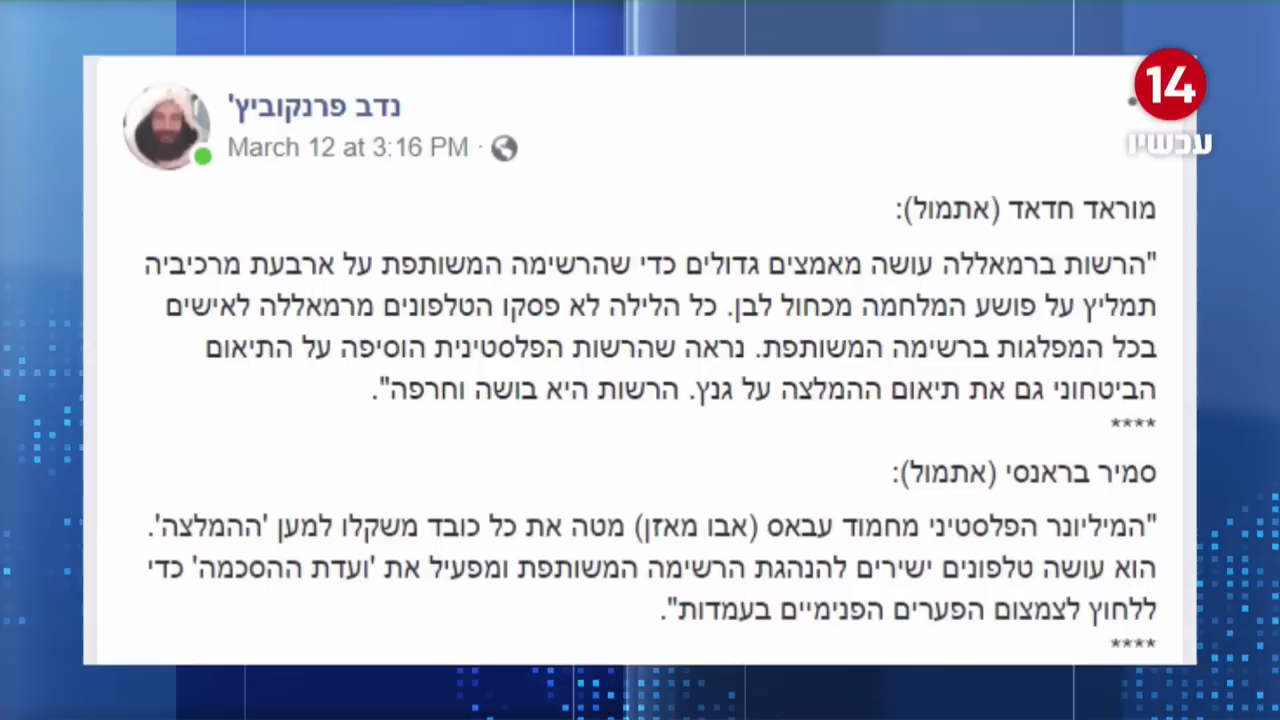 14
עכשיו
נדב פרנקוביץ'
March 12 at 3:16 PM ·
מוראד חדאד (אתמול):
"הרשות ברמאללה עושה מאמצים גדולים כדי שהרשימה המשותפת על ארבעת מרכיביה
תמליץ על פושע המלחמה מכחול לבן. כל הלילה לא פסקו הטלפונים מרמאללה לאישים
בכל המפלגות ברשימה המשותפת. נראה שהרשות הפלסטינית הוסיפה על התיאום
הביטחוני גם את תיאום ההמלצה על גנץ. הרשות היא בושה וחרפה".
****
סמיר בראנסי (אתמול):
"המיליונר הפלסטיני מחמוד עבאס (אבו מאזן) מטה את כל כובד משקלו למען 'ההמלצה'.
הוא עושה טלפונים ישירים להנהגת הרשימה המשותפת ומפעיל את 'ועדת ההסכמה' כדי
ללחוץ לצמצום הפערים הפנימיים בעמדות".
****